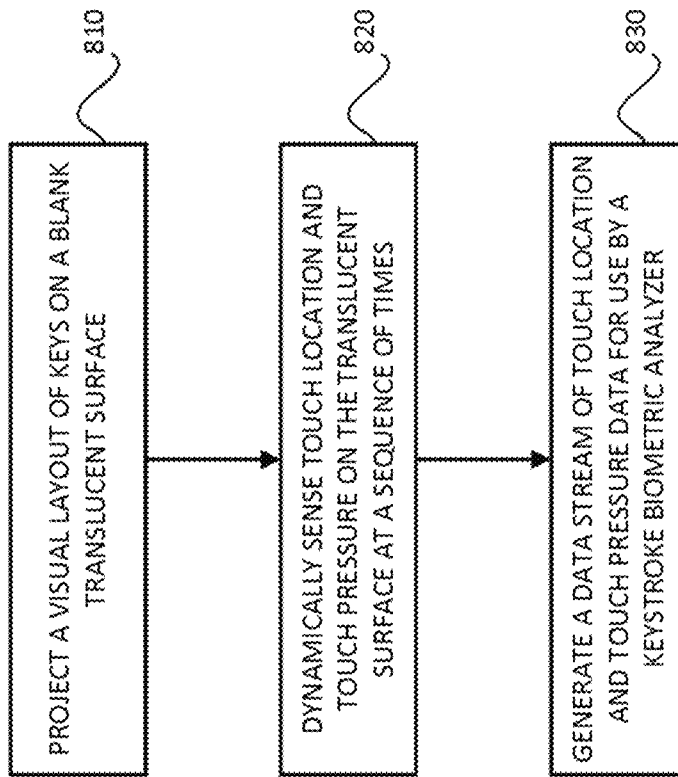 PROJECT A VISUAL LAYOUT OF KEYS ON A BLANK
TRANSLUCENT SURFACE
810
DYNAMICALLY SENSE TOUCH LOCATION AND
TOUCH PRESSURE ON THE TRANSLUCENT
SURFACE AT A SEQUENCE OF TIMES
820
GENERATE A DATA STREAM OF TOUCH LOCATION
AND TOUCH PRESSURE DATA FOR USE BY A
KEYSTROKE BIOMETRIC ANALYZER
830